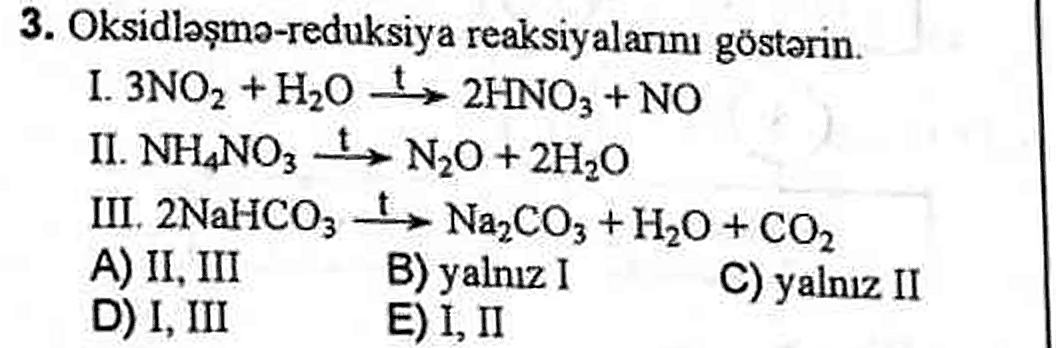 3. Oksidləşmə-reduksiya reaksiyalarını göstərin.
I. 3NO₂ + H₂O —t→ 2HNO₃ + NO
II. NH₄NO₃ —t→ N₂O + 2H₂O
III. 2NaHCO₃ —t→ Na₂CO₃ + H₂O + CO₂
A) II, III B) yalnız I C) yalnız II
D) I, III E) I, II